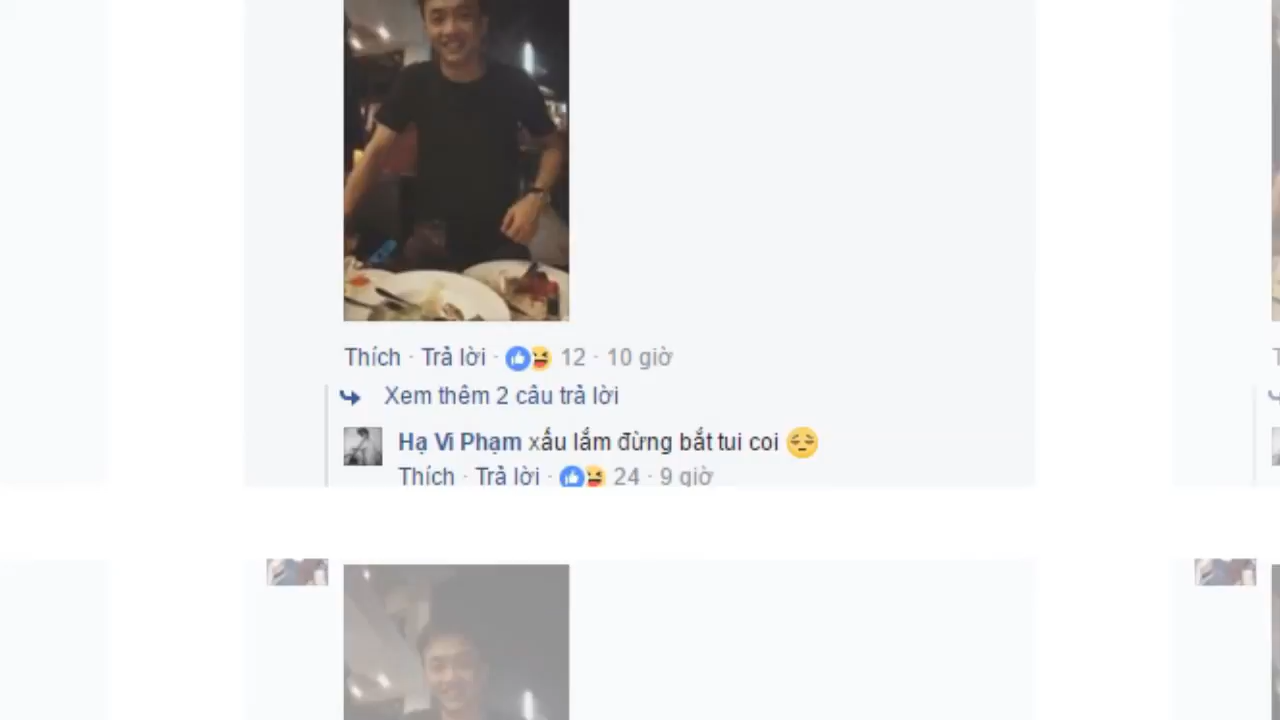 Thích · Trả lời · 12 · 10 giờ
Xem thêm 2 câu trả lời
Hạ Vi Phạm xấu lắm đừng bắt tui coi 😔
Thích · Trả lời · 24 · 9 giờ